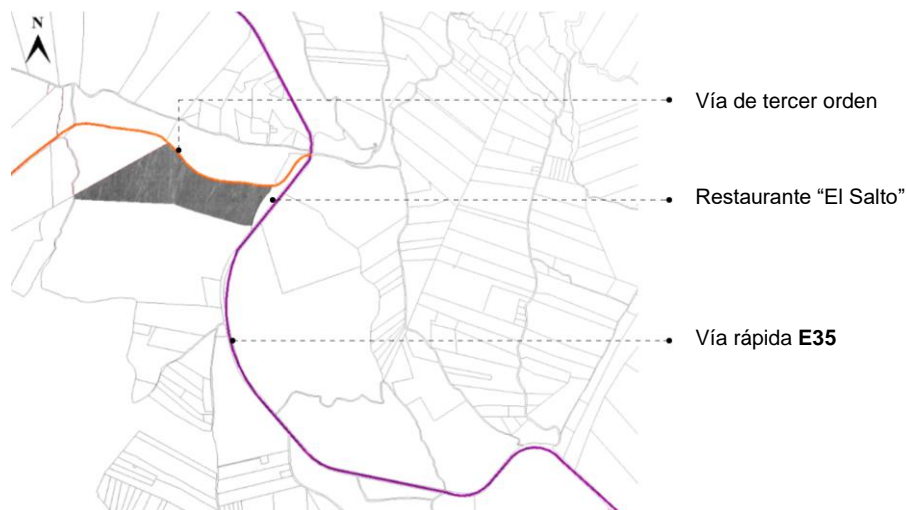 N
Vía de tercer orden
Restaurante “El Salto”
Vía rápida E35